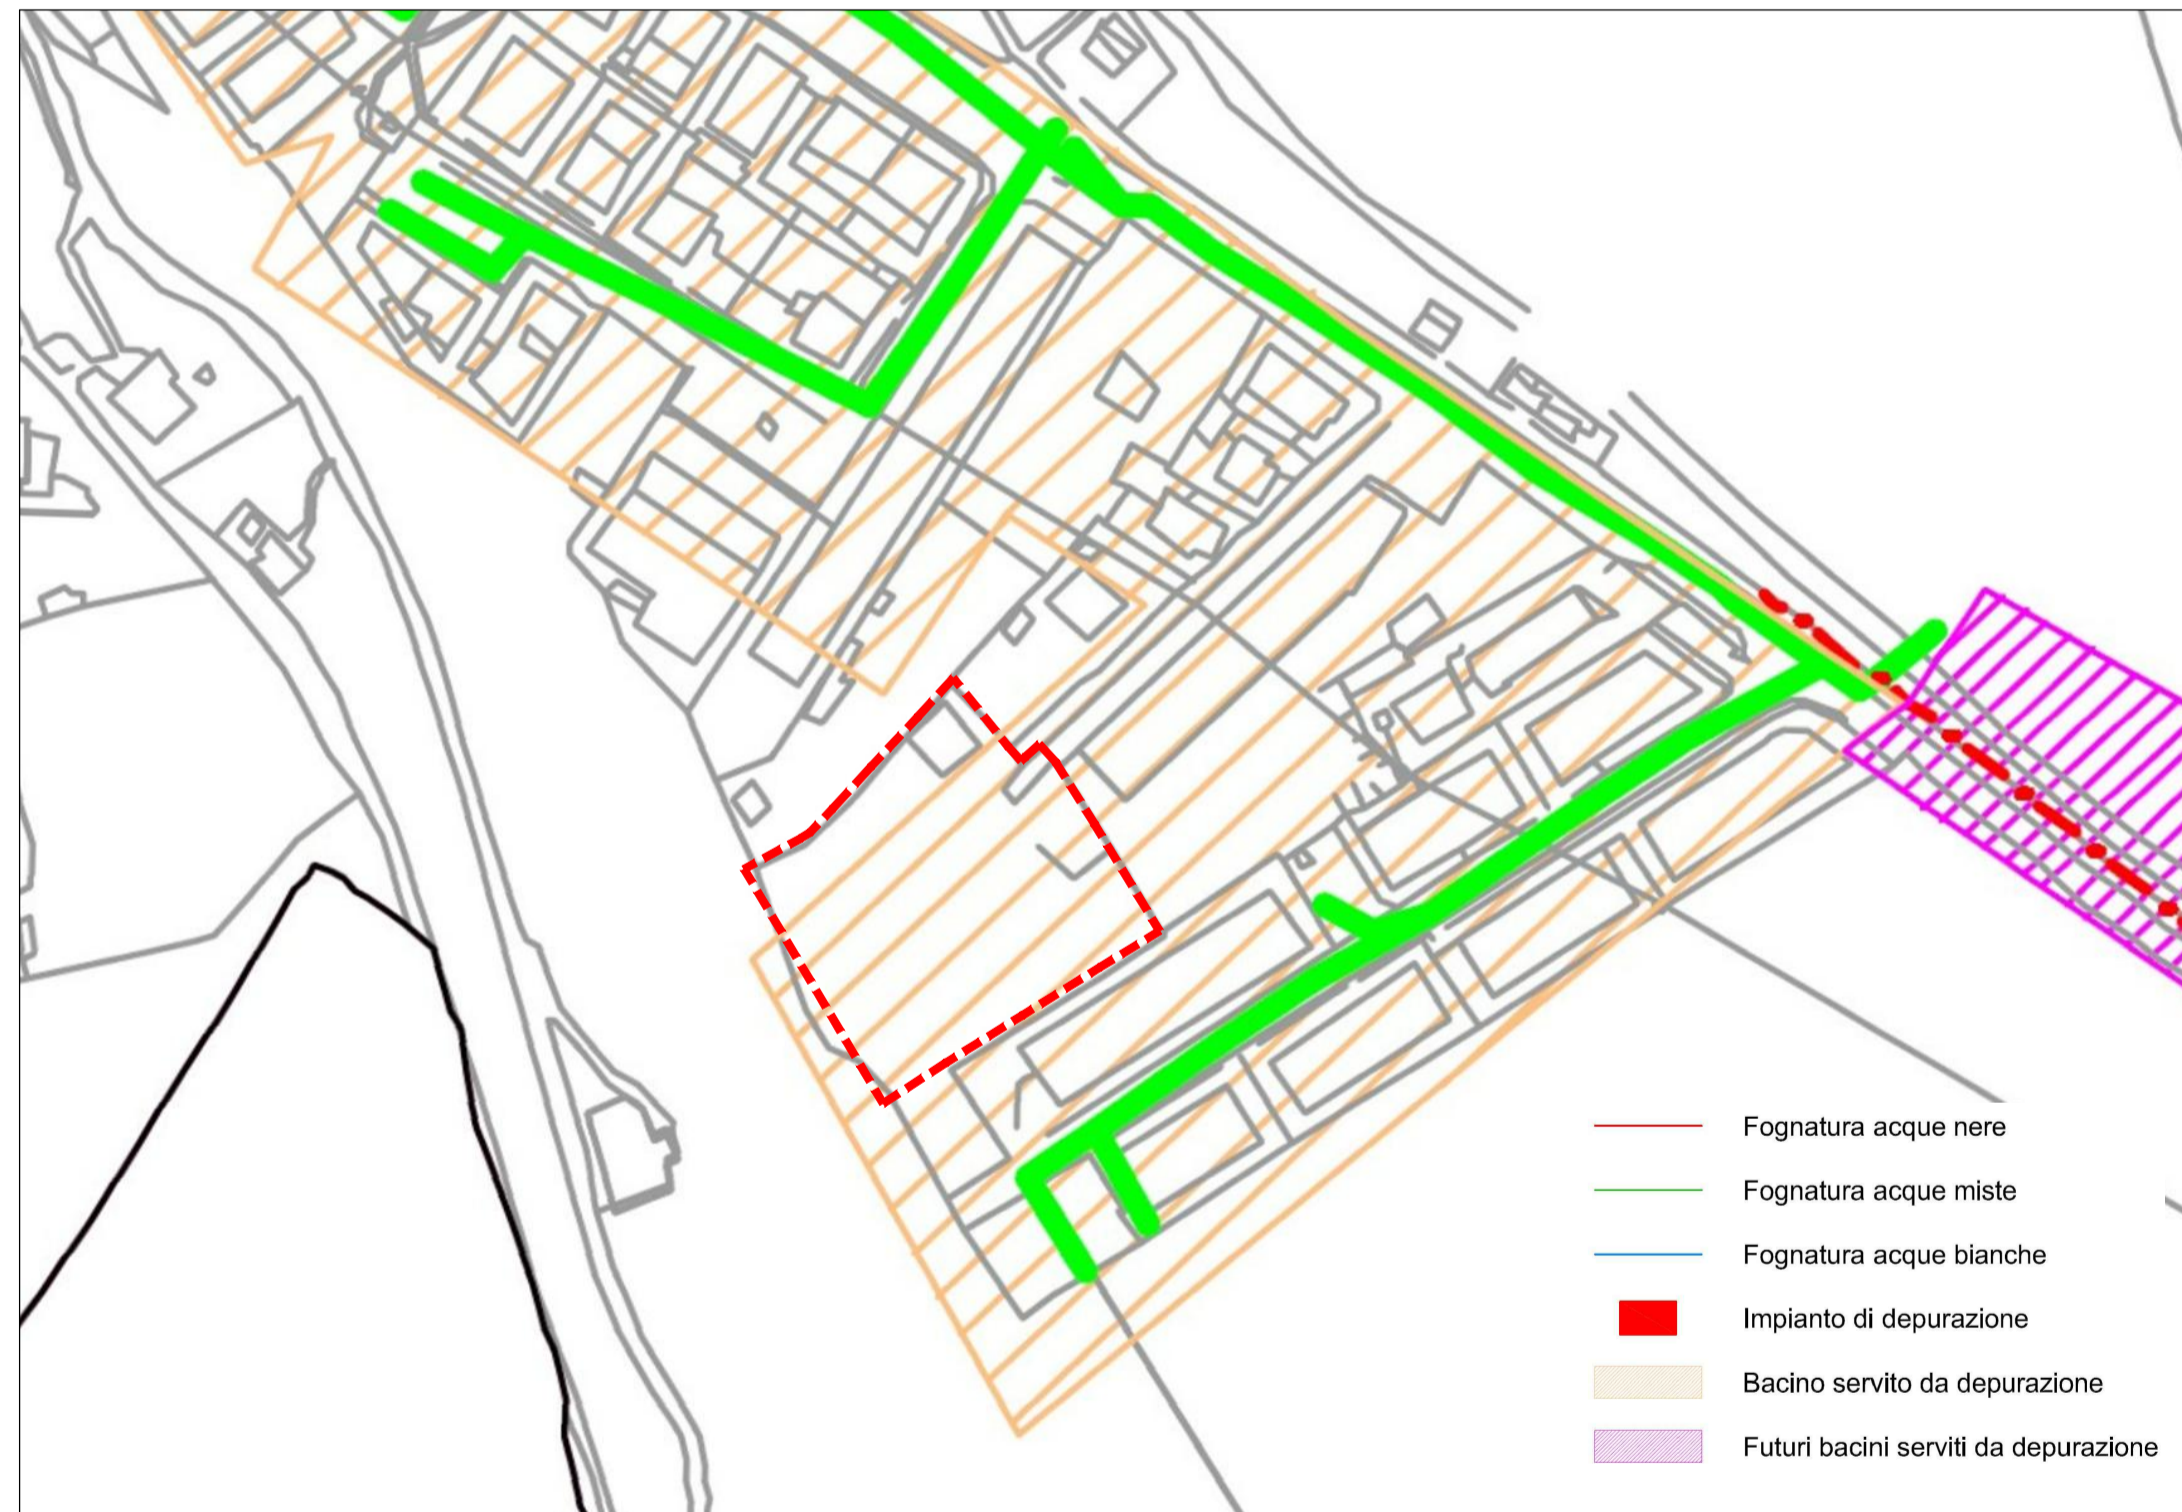 Fognatura acque nere
Fognatura acque miste
Fognatura acque bianche
Impianto di depurazione
Bacino servito da depurazione
Futuri bacini serviti da depurazione